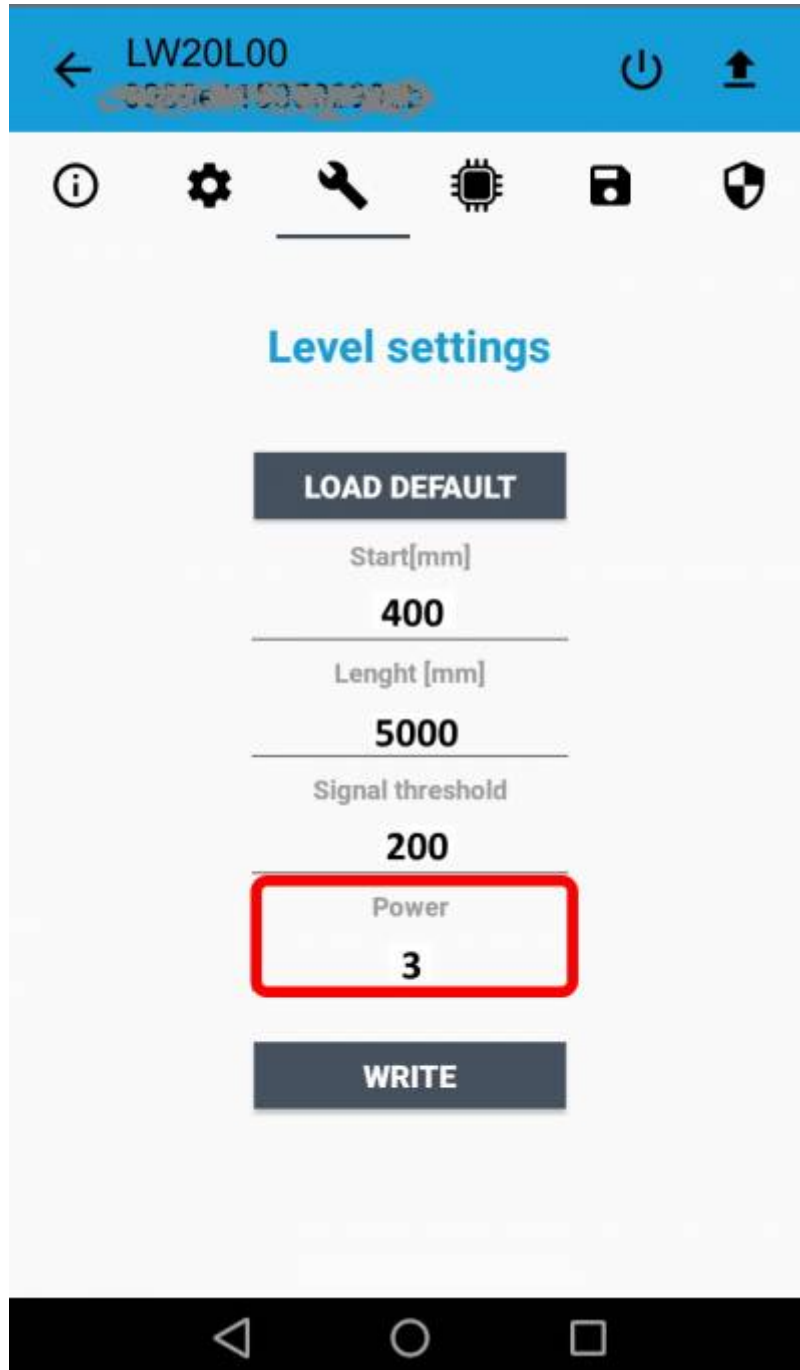 LW20L00
Level settings
LOAD DEFAULT
Start[mm]
400
Lenght [mm]
5000
Signal threshold
200
Power
3
WRITE